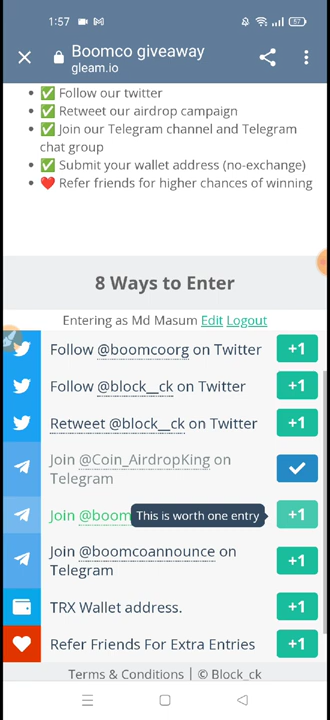 1:57
57
Boomco giveaway
gleam.io
✅ Follow our twitter
✅ Retweet our airdrop campaign
✅ Join our Telegram channel and Telegram
chat group
✅ Submit your wallet address (no-exchange)
❤️ Refer friends for higher chances of winning
8 Ways to Enter
Entering as Md Masum Edit Logout
Follow @boomcoorg on Twitter +1
Follow @block__ck on Twitter +1
Retweet @block__ck on Twitter +1
Join @Coin_AirdropKing on
Telegram
Join @boom This is worth one entry +1
Join @boomcoannounce on
Telegram +1
TRX Wallet address. +1
Refer Friends For Extra Entries +1
Terms & Conditions | © Block_ck